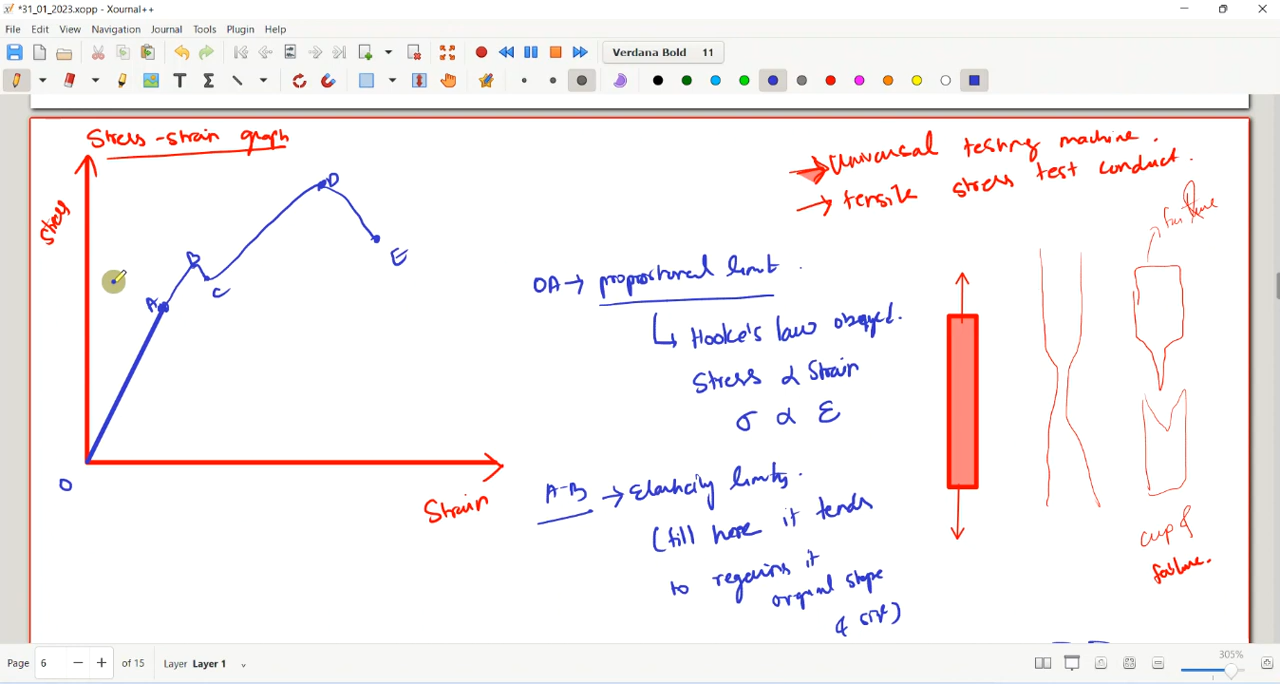 *31_01_2023.xopp - Xournal++
File Edit View Navigation Journal Tools Plugin Help
Verdana Bold 11
Stress-strain graph
Stress
O
A
B
C
D
E
Strain
→ Universal testing machine.
→ tensile stress test conduct.
OA → proportional limit.
Hooke's law obeyed.
Stress α Strain
σ α ε
A-B → Elasticity limits.
(till here it tends
to regains it
original shape
& size)
failure
cup &
failure.
Page 6 of 15 Layer Layer 1
305%